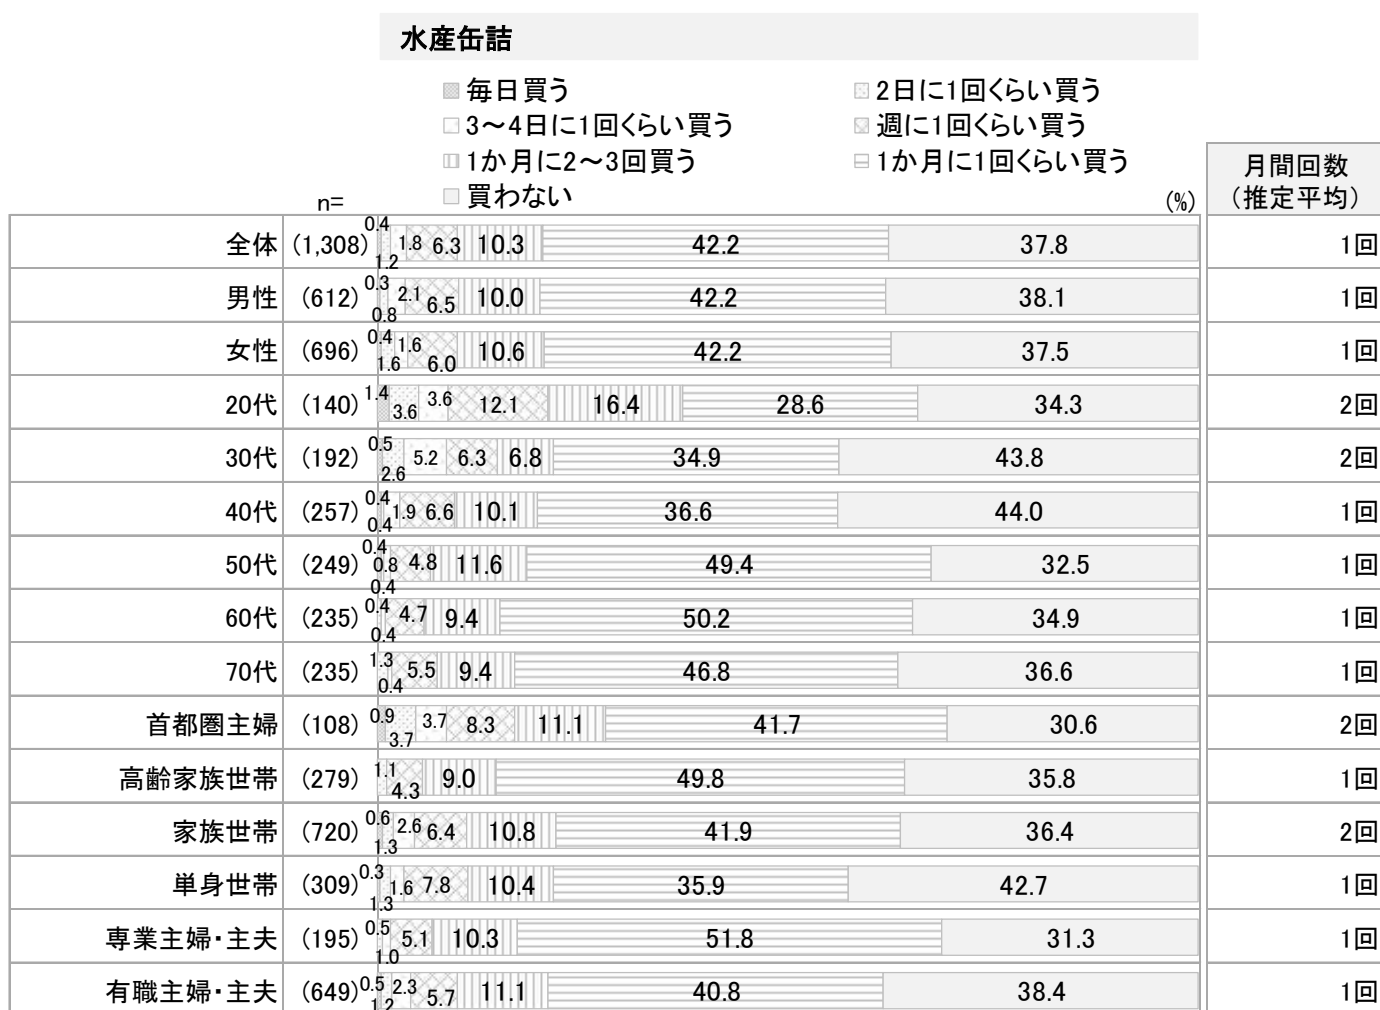 水産缶詰
毎日買う 2日に1回くらい買う
3～4日に1回くらい買う 週に1回くらい買う
1か月に2～3回買う 1か月に1回くらい買う
買わない
n= (%) 月間回数
（推定平均）
全体 (1,308) 0.4 1.2 1.8 6.3 10.3 42.2 37.8 1回
男性 (612) 0.3 0.8 2.1 6.5 10.0 42.2 38.1 1回
女性 (696) 0.4 1.6 1.6 6.0 10.6 42.2 37.5 1回
20代 (140) 1.4 3.6 3.6 12.1 16.4 28.6 34.3 2回
30代 (192) 0.5 2.6 5.2 6.3 6.8 34.9 43.8 2回
40代 (257) 0.4 0.4 1.9 6.6 10.1 36.6 44.0 1回
50代 (249) 0.4 0.4 0.8 4.8 11.6 49.4 32.5 1回
60代 (235) 0.4 0.4 4.7 9.4 50.2 34.9 1回
70代 (235) 1.3 0.4 5.5 9.4 46.8 36.6 1回
首都圏主婦 (108) 0.9 3.7 3.7 8.3 11.1 41.7 30.6 2回
高齢家族世帯 (279) 1.1 4.3 9.0 49.8 35.8 1回
家族世帯 (720) 0.6 1.3 2.6 6.4 10.8 41.9 36.4 2回
単身世帯 (309) 0.3 1.3 1.6 7.8 10.4 35.9 42.7 1回
専業主婦・主夫 (195) 0.5 1.0 5.1 10.3 51.8 31.3 1回
有職主婦・主夫 (649) 0.5 1.2 2.3 5.7 11.1 40.8 38.4 1回